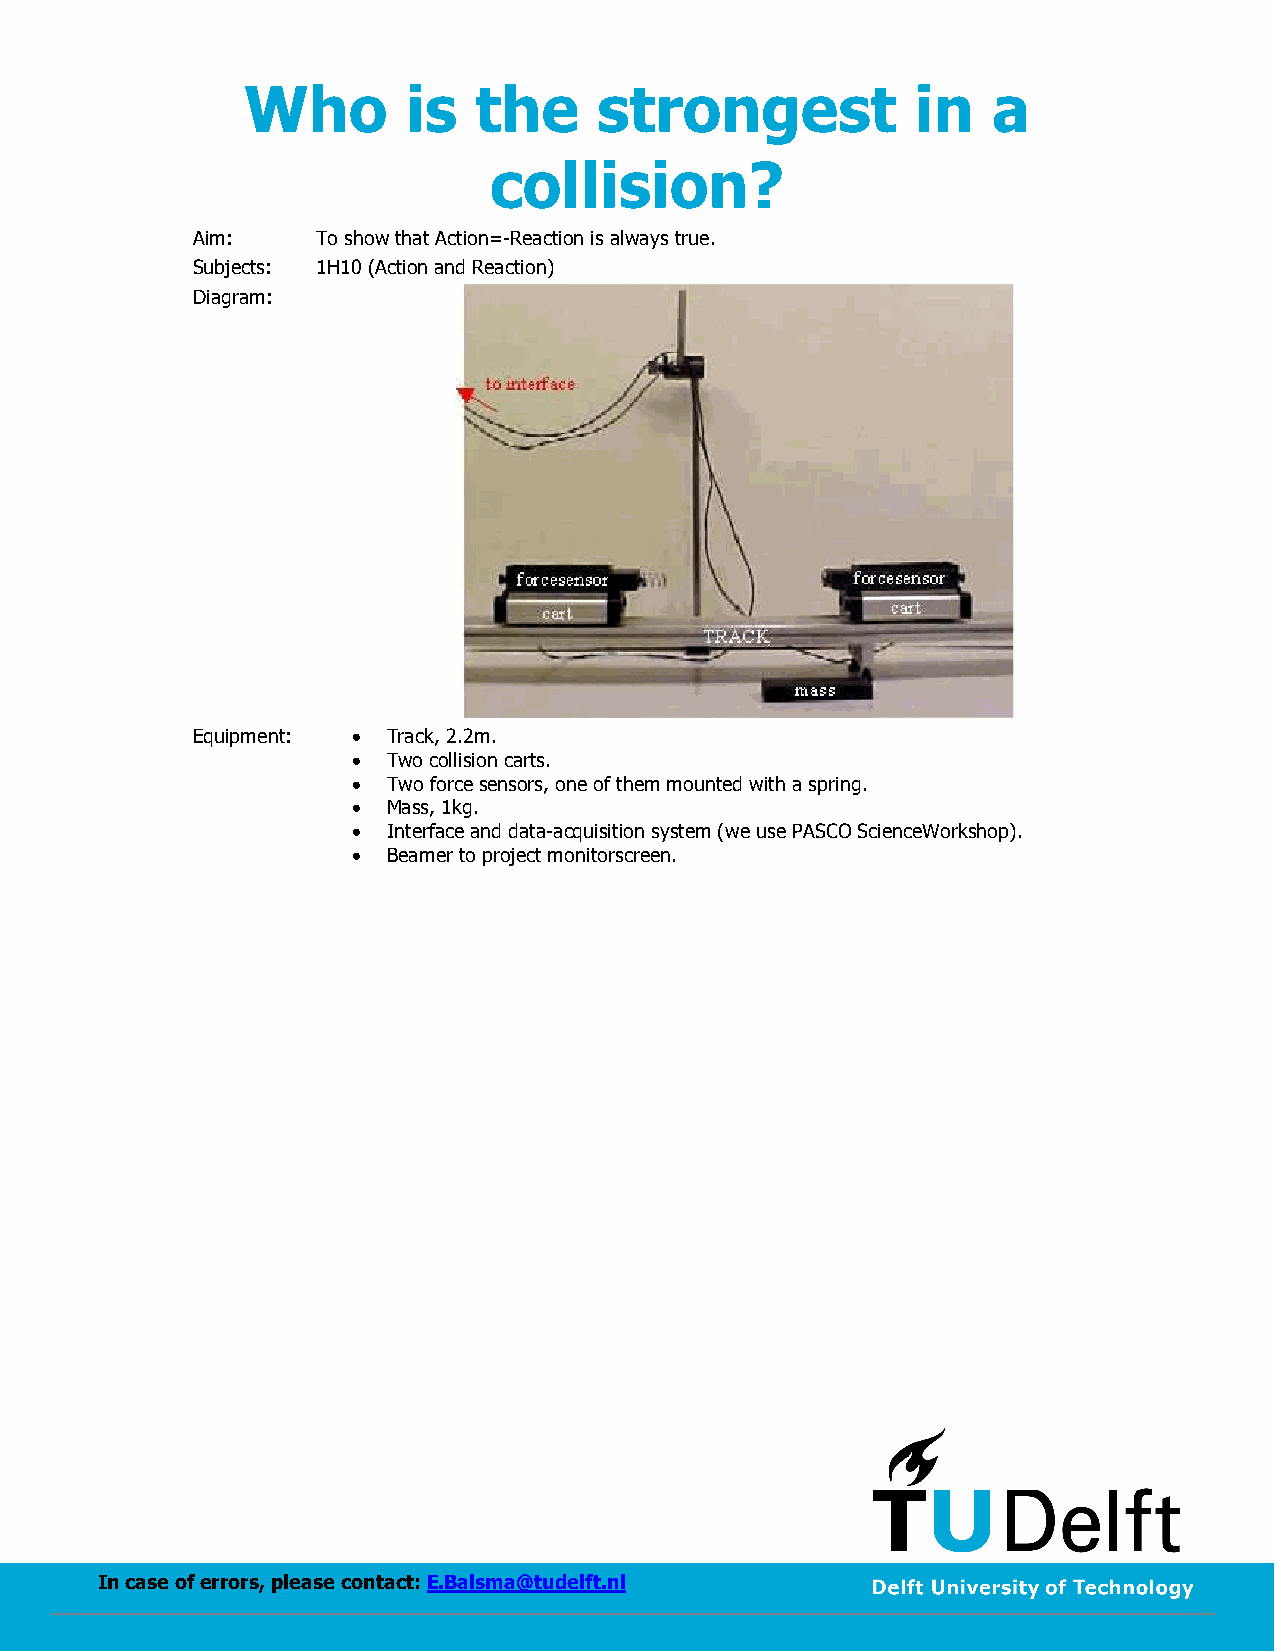 Who is the strongest in a
collision?
Aim: To show that Action=-Reaction is always true.
Subjects: 1H10 (Action and Reaction)
Diagram:
to interface
forcesensor
forcesensor
cart
cart
TRACK
mass
Equipment: • Track, 2.2m.
• Two collision carts.
• Two force sensors, one of them mounted with a spring.
• Mass, 1kg.
• Interface and data-acquisition system (we use PASCO ScienceWorkshop).
• Beamer to project monitorscreen.
TUDelft
In case of errors, please contact: E.Balsma@tudelft.nl
Delft University of Technology